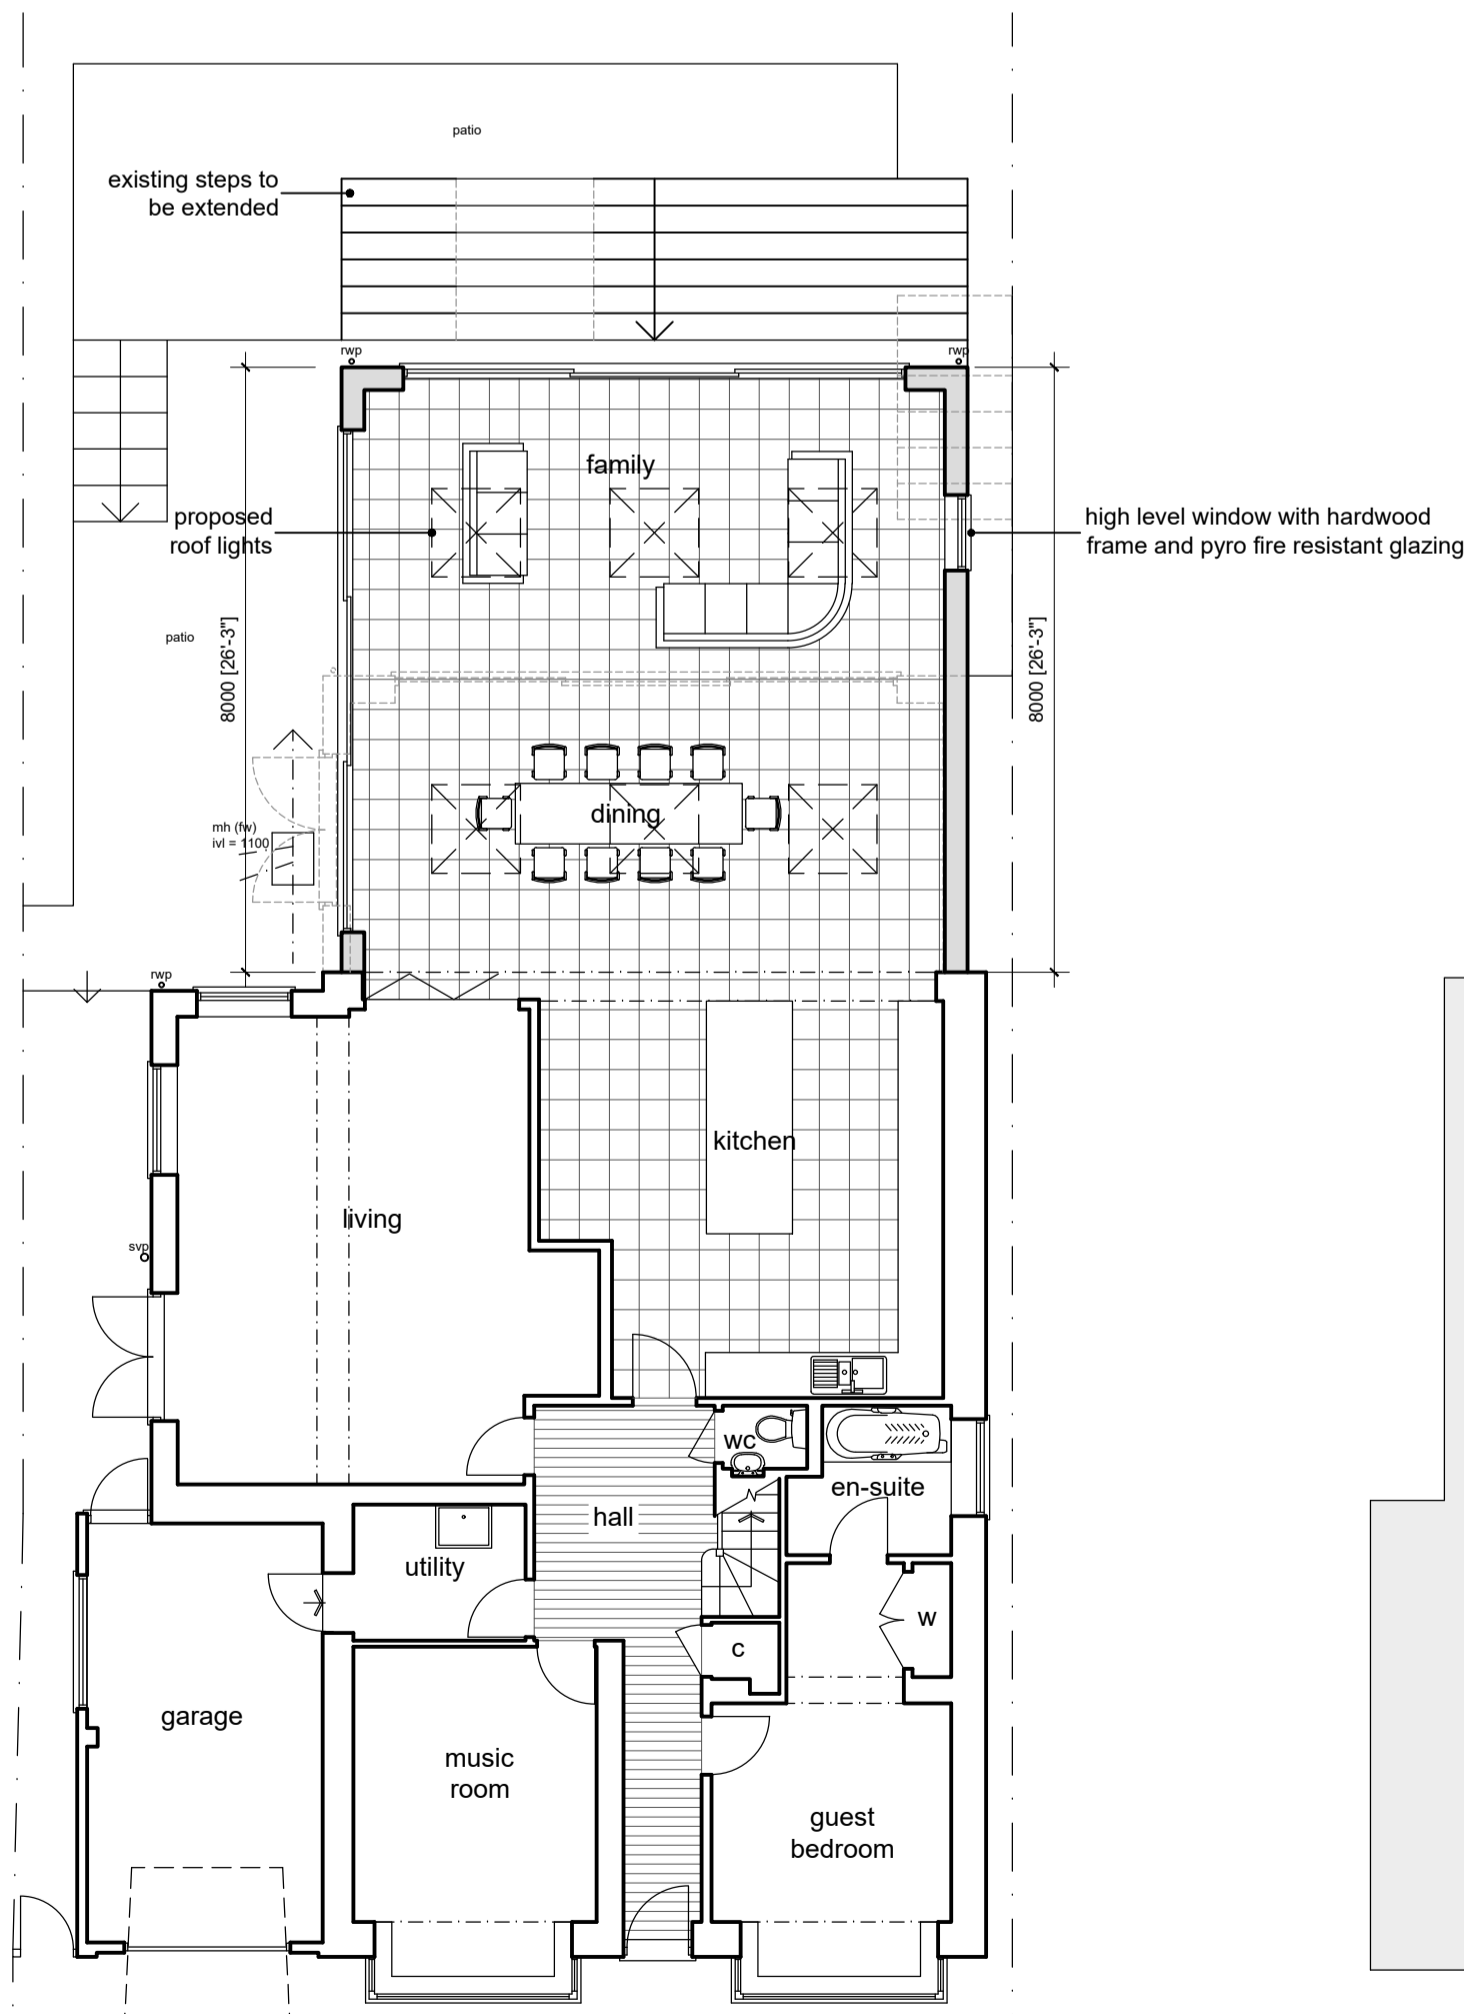 patio
existing steps to
be extended
rwp
rwp
family
proposed
roof lights
high level window with hardwood
frame and pyro fire resistant glazing
patio
8000 [26'-3"]
8000 [26'-3"]
dining
mh (fw)
ivl = 1100
rwp
kitchen
living
svp
wc
en-suite
hall
utility
w
c
garage
music
room
guest
bedroom